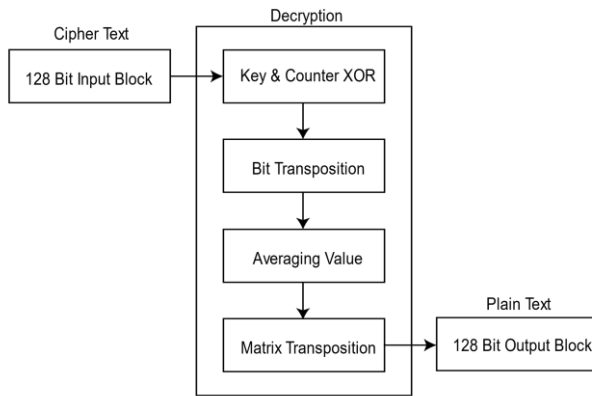 Decryption
Cipher Text
128 Bit Input Block
Key & Counter XOR
Bit Transposition
Averaging Value
Matrix Transposition
Plain Text
128 Bit Output Block